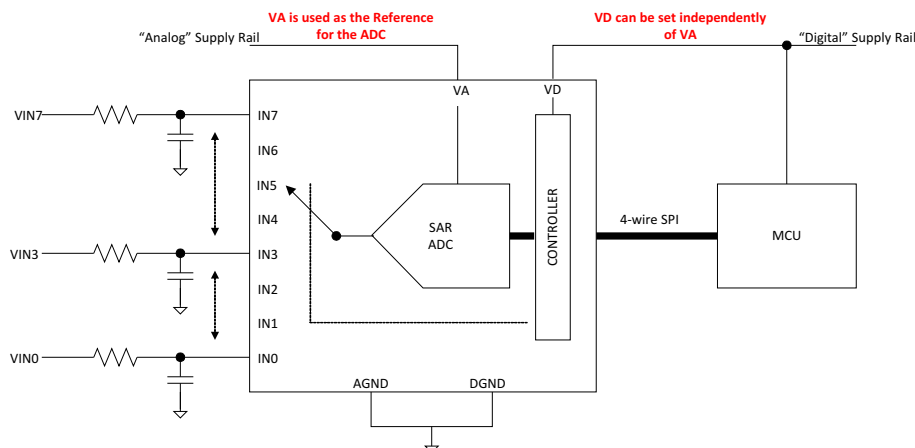 VA is used as the Reference
for the ADC
VD can be set independently
of VA
“Analog” Supply Rail
“Digital” Supply Rail
VA
VD
VIN7
IN7
IN6
IN5
IN4
VIN3
IN3
IN2
IN1
VIN0
IN0
SAR
ADC
CONTROLLER
4-wire SPI
MCU
AGND
DGND